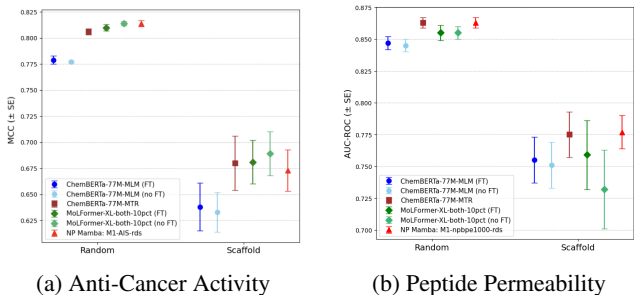 0.825
0.800
0.775
0.750
0.725
0.700
0.675
0.650
0.625
MCC (± SE)
ChemBERTa-77M-MLM (FT)
ChemBERTa-77M-MLM (no FT)
ChemBERTa-77M-MTR
MoLFormer-XL-both-10pct (FT)
MoLFormer-XL-both-10pct (no FT)
NP Mamba: M1-AIS-rds
Random
Scaffold
(a) Anti-Cancer Activity
0.875
0.850
0.825
0.800
0.775
0.750
0.725
0.700
AUC-ROC (± SE)
ChemBERTa-77M-MLM (FT)
ChemBERTa-77M-MLM (no FT)
ChemBERTa-77M-MTR
MoLFormer-XL-both-10pct (FT)
MoLFormer-XL-both-10pct (no FT)
NP Mamba: M1-npbpe1000-rds
Random
Scaffold
(b) Peptide Permeability